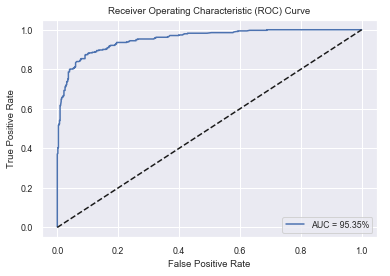 Receiver Operating Characteristic (ROC) Curve
True Positive Rate
1.0
0.8
0.6
0.4
0.2
0.0
AUC = 95.35%
0.0 0.2 0.4 0.6 0.8 1.0
False Positive Rate